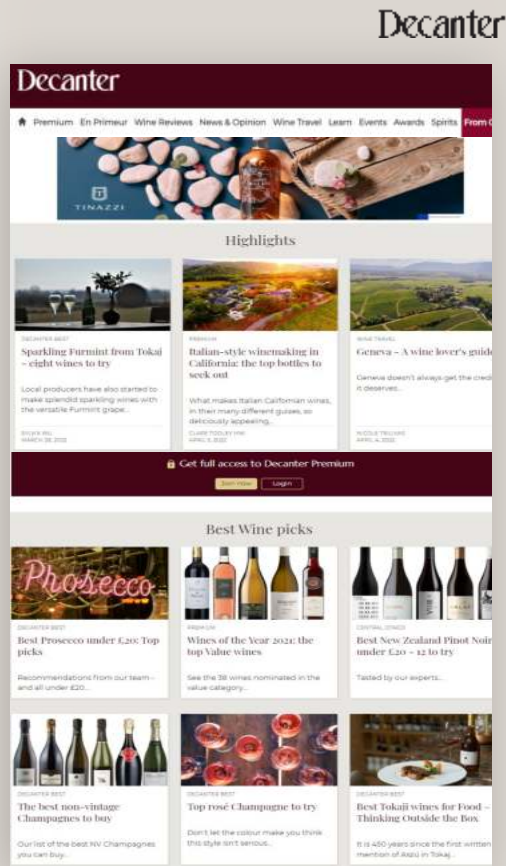 Decanter
Decanter
Premium En Primeur Wine Reviews News & Opinion Wine Travel Learn Events Awards Spirits From
TINAZZI
Highlights
DECANTER BEST
Sparkling Furmint from Tokaj
– eight wines to try
Local producers have also started to
make splendid sparkling wines with
the versatile Furmint grape...
SYLVIA WU
MARCH 28, 2022
PREMIUM
Italian-style winemaking in
California: the top bottles to
seek out
What makes Italian Californian wines,
in their many different guises, so
deliciously appealing...
CLARE TOOLEY MW
APRIL 5, 2022
WINE TRAVEL
Geneva – A wine lover's guide
Geneva doesn't always get the credi
it deserves...
APRIL 4, 2022
Get full access to Decanter Premium
Join now Login
Best Wine picks
Prosecco
DECANTER BEST
Best Prosecco under £20: Top
picks
Recommendations from our team –
and all under £20...
PREMIUM
Wines of the Year 2021: the
top Value wines
See the 38 wines nominated in the
value category...
CENTRAL OTAGO
Best New Zealand Pinot Noir
under £20 – 12 to try
Tasted by our experts...
DECANTER BEST
The best non-vintage
Champagnes to buy
Our list of the best NV Champagnes
you can buy...
DECANTER BEST
Top rosé Champagne to try
Don't let the colour make you think
this style isn't serious...
DECANTER BEST
Best Tokaji wines for Food –
Thinking Outside the Box
It is 450 years since the first written
mention of Aszú in Tokaj...